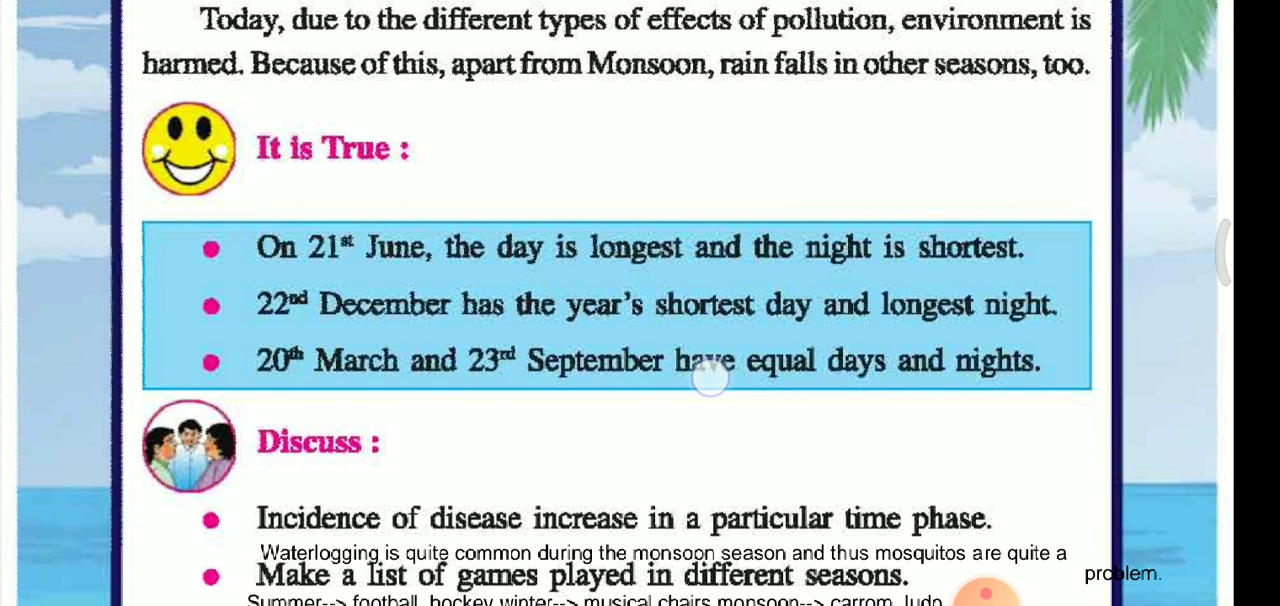 Today, due to the different types of effects of pollution, environment is
harmed. Because of this, apart from Monsoon, rain falls in other seasons, too.
It is True :
On 21st June, the day is longest and the night is shortest.
22nd December has the year's shortest day and longest night.
20th March and 23rd September have equal days and nights.
Discuss :
Incidence of disease increase in a particular time phase.
Waterlogging is quite common during the monsoon season and thus mosquitos are quite a problem.
Make a list of games played in different seasons.
Summer--> football, hockey winter--> musical chairs monsoon--> carrom, ludo